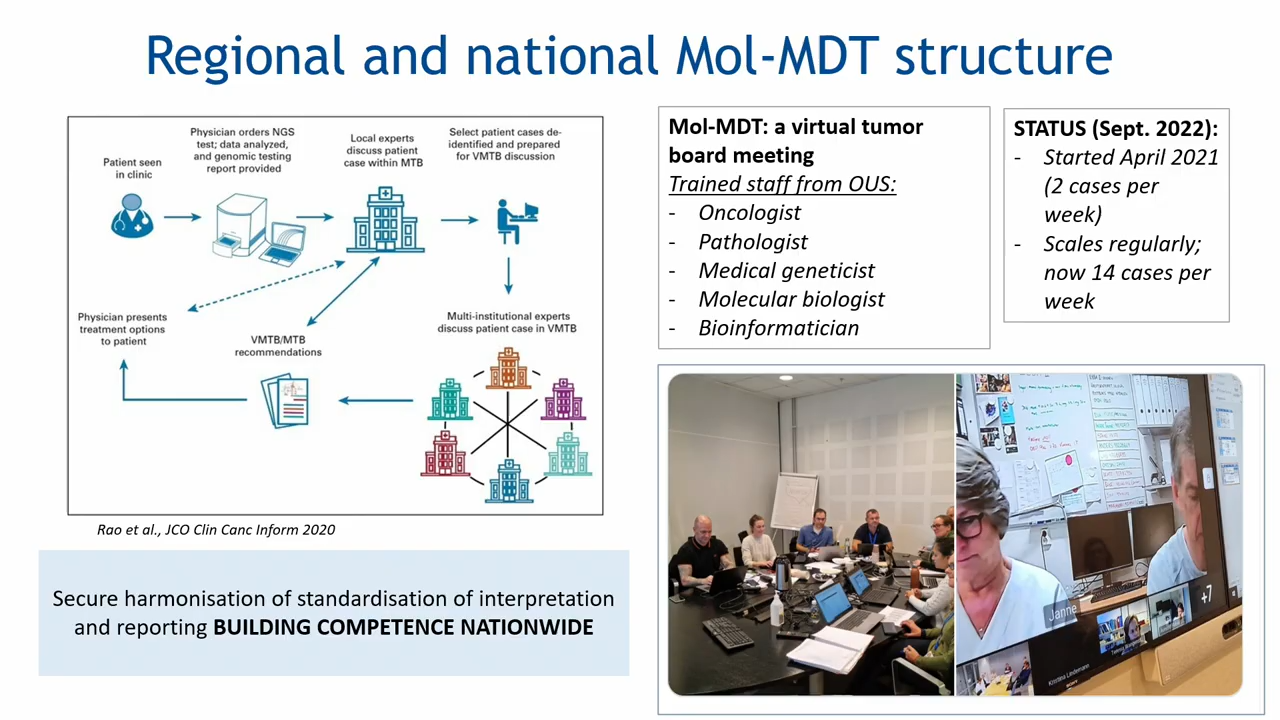 Regional and national Mol-MDT structure
Patient seen
in clinic
Physician orders NGS
test; data analyzed,
and genomic testing
report provided
Local experts
discuss patient
case within MTB
Select patient cases de-
identified and prepared
for VMTB discussion
Physician presents
treatment options
to patient
VMTB/MTB
recommendations
Multi-institutional experts
discuss patient case in VMTB
Rao et al., JCO Clin Canc Inform 2020
Secure harmonisation of standardisation of interpretation
and reporting BUILDING COMPETENCE NATIONWIDE
Mol-MDT: a virtual tumor
board meeting
Trained staff from OUS:
- Oncologist
- Pathologist
- Medical geneticist
- Molecular biologist
- Bioinformatician
STATUS (Sept. 2022):
- Started April 2021
(2 cases per
week)
- Scales regularly;
now 14 cases per
week
Janne
+7
Kristina Lindemann